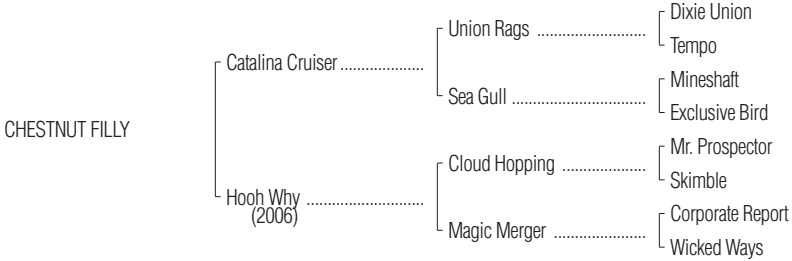 Dixie Union
Union Rags ........................
Tempo
Catalina Cruiser ..................
Mineshaft
Sea Gull .............................
Exclusive Bird
CHESTNUT FILLY
Mr. Prospector
Cloud Hopping ..................
Skimble
Hooh Why .........................
(2006)
Corporate Report
Magic Merger ....................
Wicked Ways